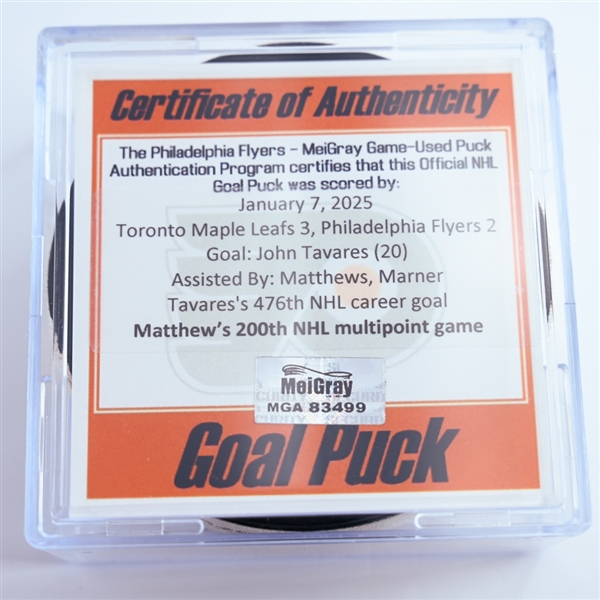 Certificate of Authenticity
The Philadelphia Flyers – MeiGray Game-Used Puck
Authentication Program certifies that this Official NHL
Goal Puck was scored by:
January 7, 2025
Toronto Maple Leafs 3, Philadelphia Flyers 2
Goal: John Tavares (20)
Assisted By: Matthews, Marner
Tavares's 476th NHL career goal
Matthew's 200th NHL multipoint game
MeiGray
MGA 83499
Goal Puck